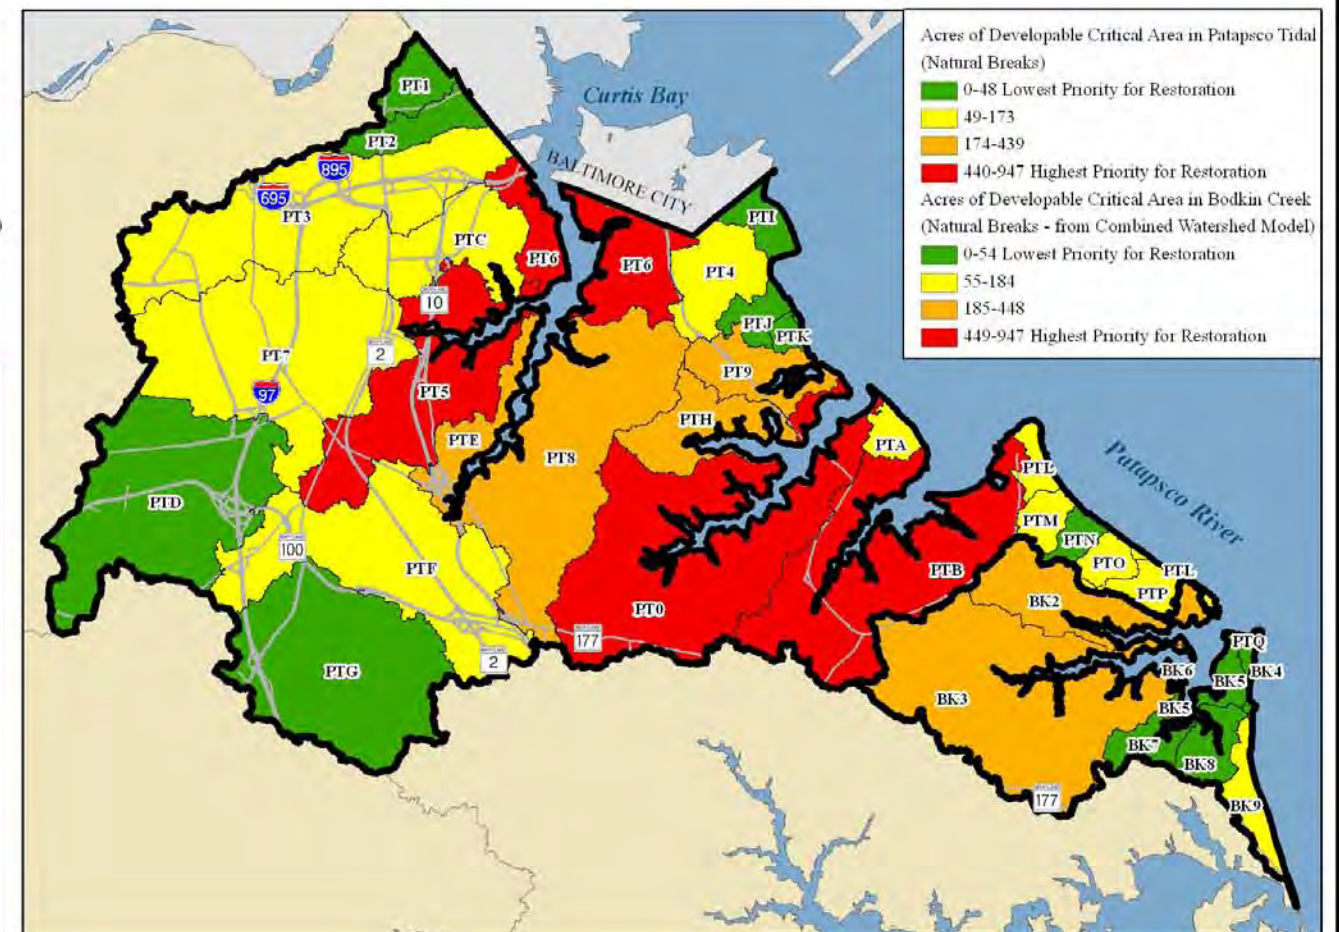 Acres of Developable Critical Area in Patapsco Tidal
(Natural Breaks)
0-48 Lowest Priority for Restoration
49-173
174-439
440-947 Highest Priority for Restoration
Acres of Developable Critical Area in Bodkin Creek
(Natural Breaks - from Combined Watershed Model)
0-54 Lowest Priority for Restoration
55-184
185-448
449-947 Highest Priority for Restoration
PT1
Curtis Bay
PT2
BALTIMORE CITY
895
695
PT3
PTI
PTC
PT6
PT6
PT4
10
PTJ
PTK
2
PT7
PT9
97
PT5
PTH
PTE
PTA
PT8
PTL
Patapsco River
PTD
PTM
PTN
100
PTO
PTF
PTB
PTL
PTP
BK2
PT0
177
PTQ
2
BK6
BK4
PTG
BK5
BK3
BK5
BK7
BK8
177
BK9